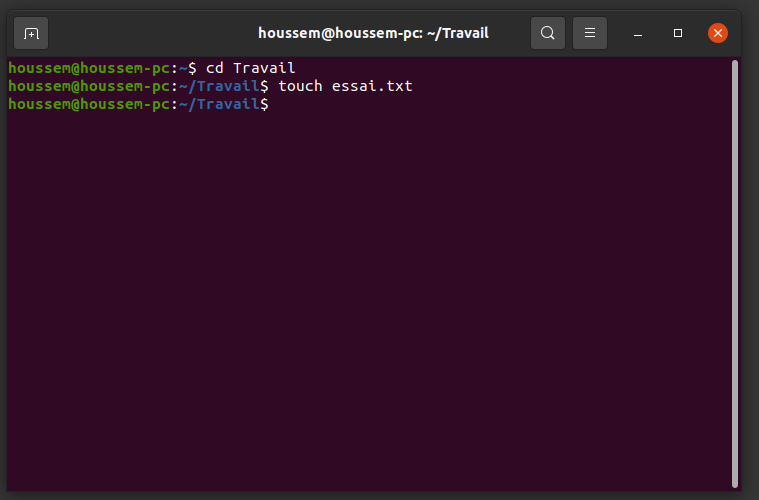 houssem@houssem-pc: ~/Travail
houssem@houssem-pc:~$ cd Travail
houssem@houssem-pc:~/Travail$ touch essai.txt
houssem@houssem-pc:~/Travail$